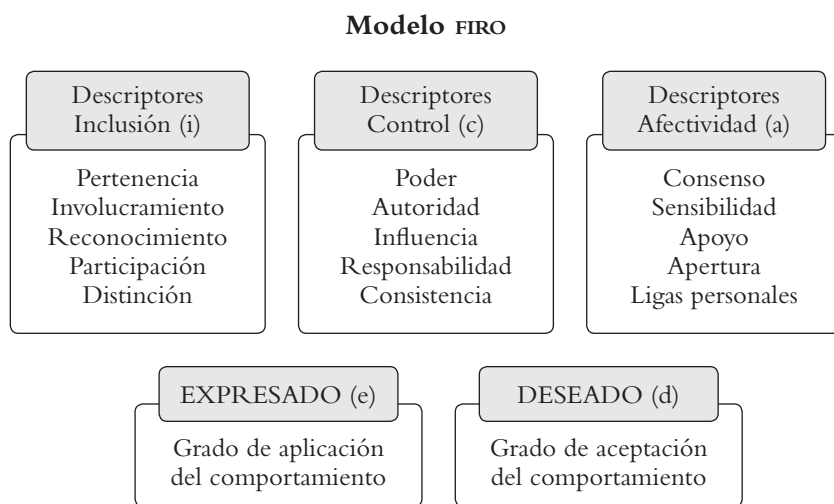 Modelo FIRO
Descriptores
Inclusión (i)
Pertenencia
Involucramiento
Reconocimiento
Participación
Distinción
Descriptores
Control (c)
Poder
Autoridad
Influencia
Responsabilidad
Consistencia
Descriptores
Afectividad (a)
Consenso
Sensibilidad
Apoyo
Apertura
Ligas personales
EXPRESADO (e)
Grado de aplicación
del comportamiento
DESEADO (d)
Grado de aceptación
del comportamiento